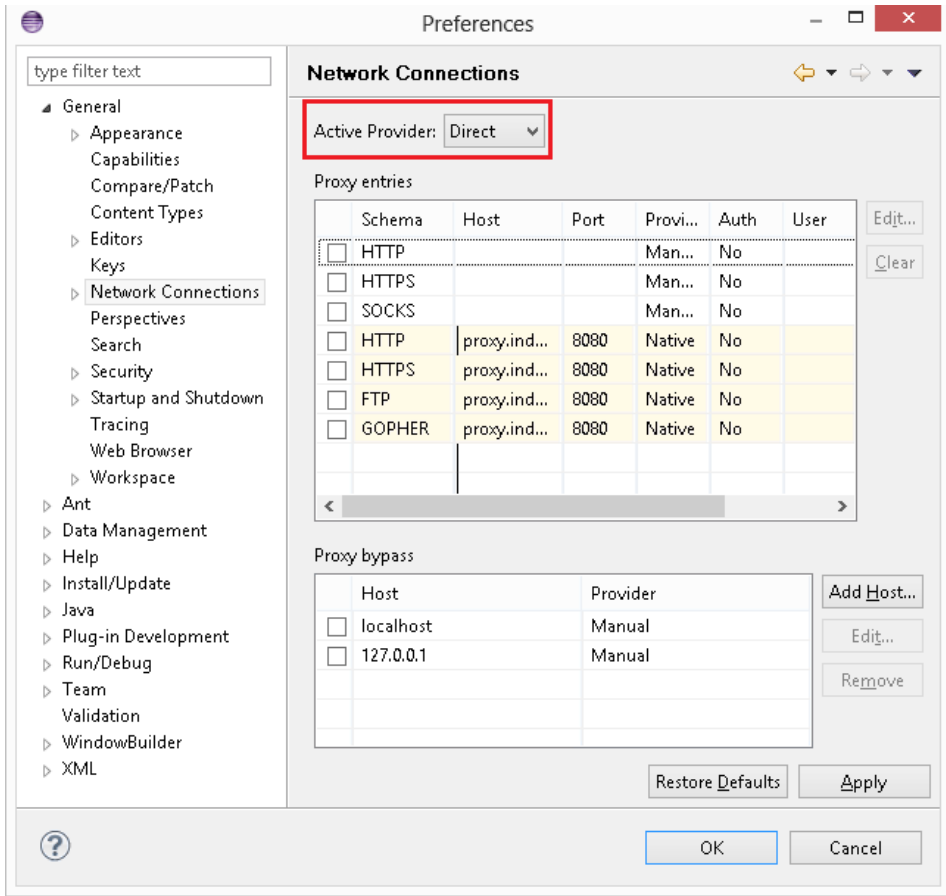 Preferences
type filter text
General
Appearance
Capabilities
Compare/Patch
Content Types
Editors
Keys
Network Connections
Perspectives
Search
Security
Startup and Shutdown
Tracing
Web Browser
Workspace
Ant
Data Management
Help
Install/Update
Java
Plug-in Development
Run/Debug
Team
Validation
WindowBuilder
XML
Network Connections
Active Provider: Direct
Proxy entries
Schema Host Port Provi... Auth User
HTTP Man... No
HTTPS Man... No
SOCKS Man... No
HTTP proxy.ind... 8080 Native No
HTTPS proxy.ind... 8080 Native No
FTP proxy.ind... 8080 Native No
GOPHER proxy.ind... 8080 Native No
Edit...
Clear
Proxy bypass
Host Provider
localhost Manual
127.0.0.1 Manual
Add Host...
Edit...
Remove
Restore Defaults Apply
? OK Cancel